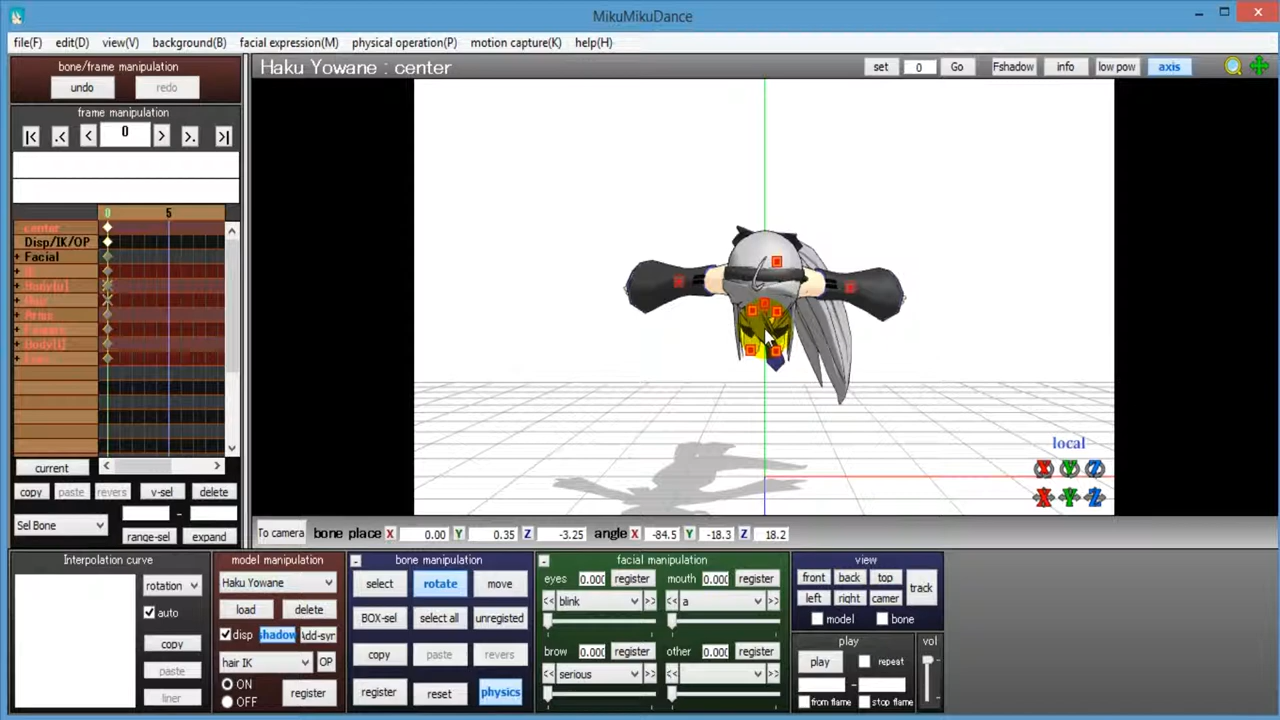 MikuMikuDance
file(F) edit(D) view(V) background(B) facial expression(M) physical operation(P) motion capture(K) help(H)
bone/frame manipulation
undo redo
frame manipulation
|< .< < 0 > >. >|
0 5
center
Disp/IK/OP
+ Facial
+ IK
+ Body[u]
+ Hair
+ Arms
+ Body[l]
current
copy paste revers v-sel delete
Sel Bone -
range-sel expand
Haku Yowane : center
set 0 Go Fshadow info low pow axis
local
X Y Z
X Y Z
To camera bone place X 0.00 Y 0.35 Z -3.25 angle X -84.5 Y -18.3 Z 18.2
Interpolation curve
rotation
auto
copy
paste
liner
model manipulation
Haku Yowane
load delete
disp shadow Add-syn
hair IK OP
ON
OFF
register
- bone manipulation
select rotate move
BOX-sel select all unregisted
copy paste revers
register reset physics
- facial manipulation
eyes 0.000 register mouth 0.000 register
<< blink >> << a >>
brow 0.000 register other 0.000 register
<< serious >> << >>
view
front back top
left right camer
track
model bone
play
play repeat
-
from flame stop flame
vol